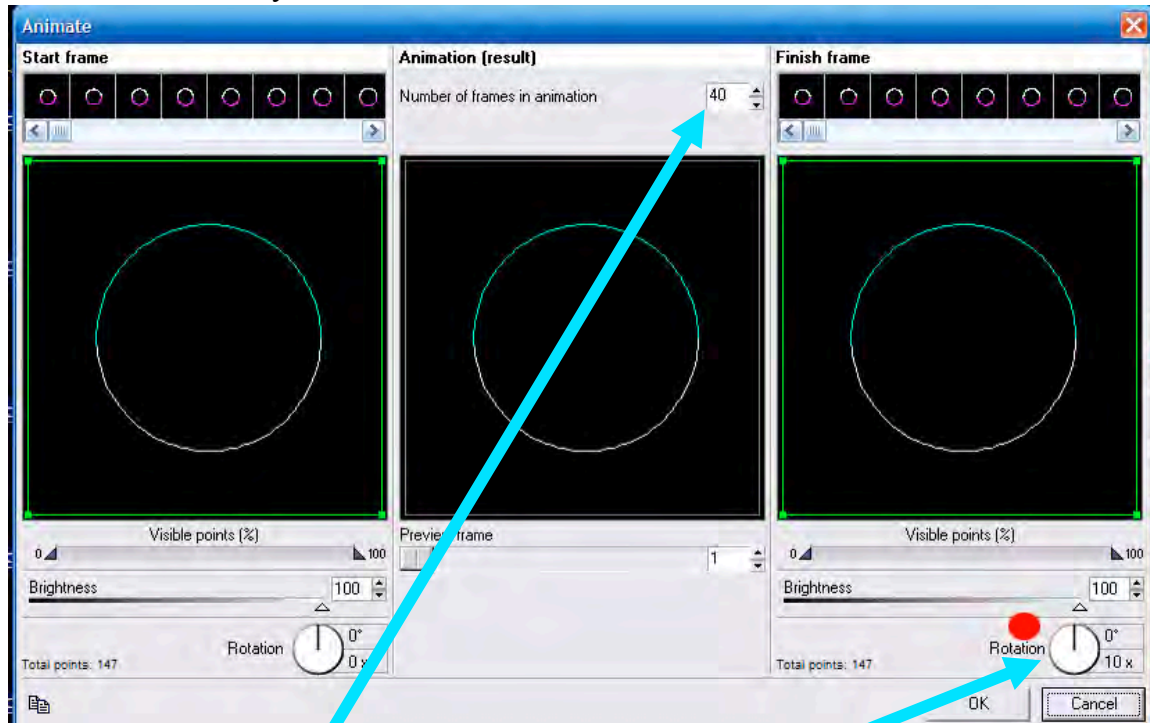 Animate
Start frame
Animation (result)
Number of frames in animation 40
Finish frame
Visible points (%)
0 100
Brightness 100
Rotation 0°
0 x
Total points: 147
Preview frame
1
Visible points (%)
0 100
Brightness 100
Rotation 0°
10 x
Total points: 147
OK Cancel